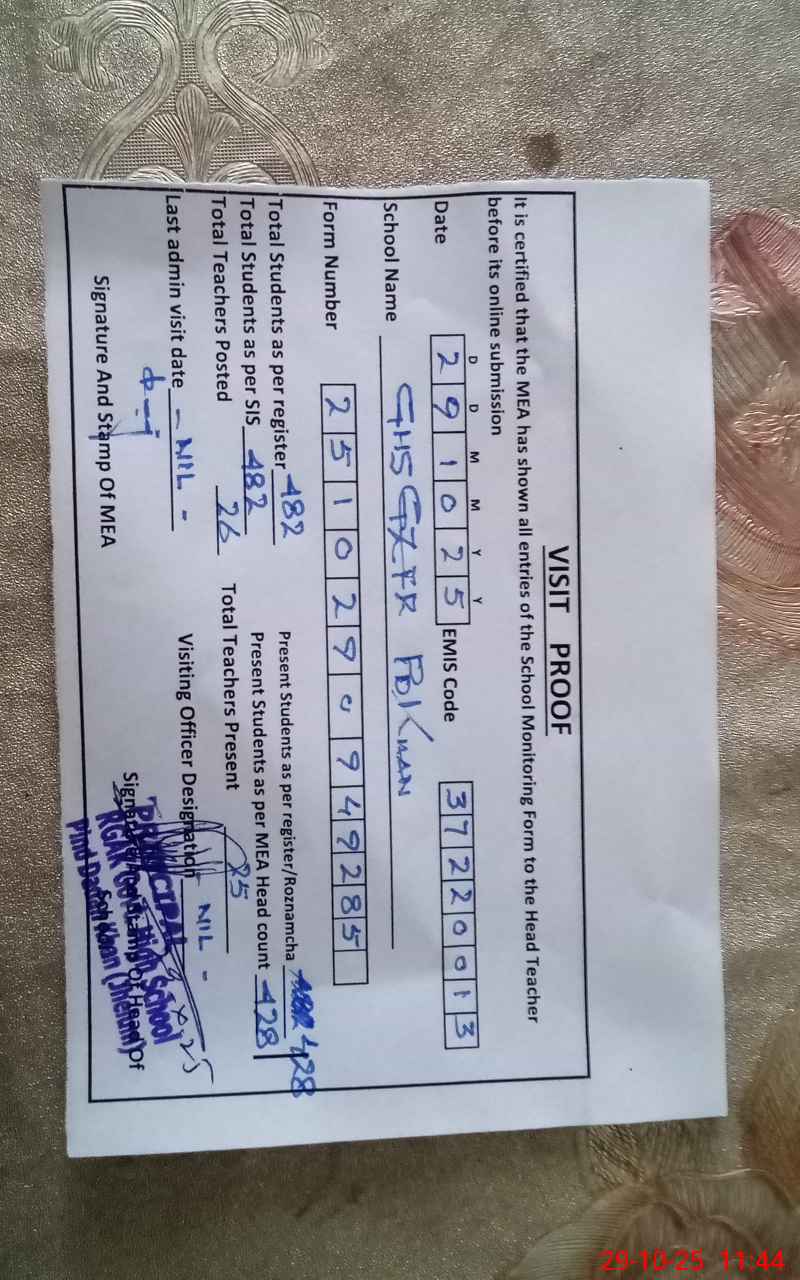 VISIT PROOF
It is certified that the MEA has shown all entries of the School Monitoring Form to the Head Teacher
before its online submission
D D M M Y Y
Date 2 9 1 0 2 5 EMIS Code 3 7 2 2 0 0 1 3
School Name GHS
Form Number 2 5 1 0 2 9 0 9 4 9 2 8 5
Total Students as per register 482 Present Students as per register/Roznamcha 428
Total Students as per SIS 482 Present Students as per MEA Head count 428
Total Teachers Posted 26 Total Teachers Present 25
Last admin visit date - NIL - Visiting Officer Designation NIL -
Signature And Stamp Of MEA Signature And Stamp Of Head Of
PRINCIPAL
High School
Khan
29-10-25 11:44